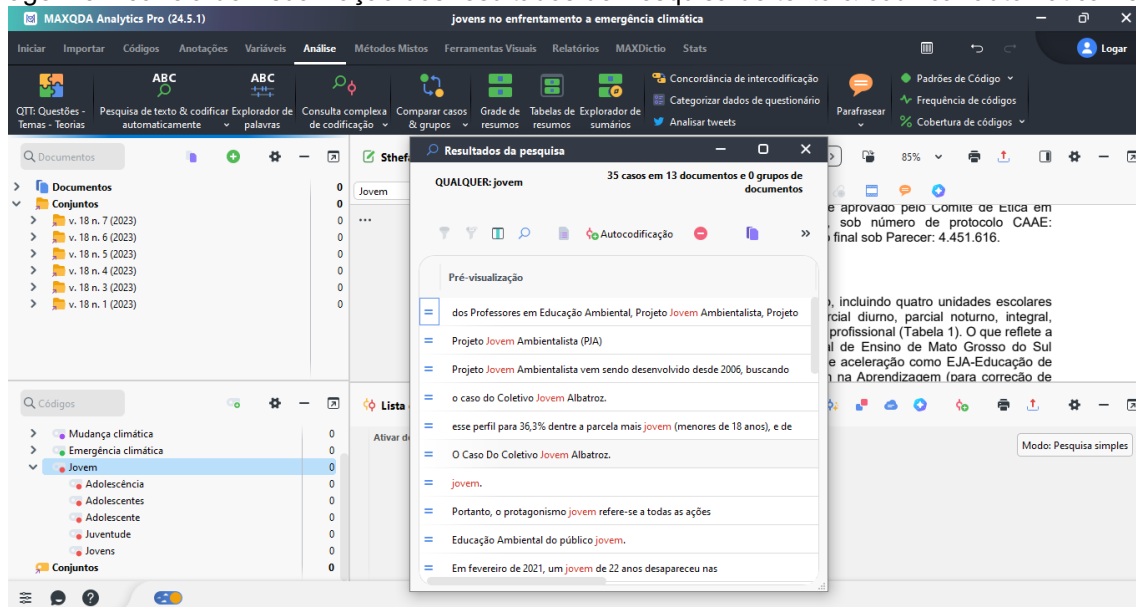 MAXQDA Analytics Pro (24.5.1)
jovens no enfrentamento a emergência climática
Iniciar Importar Códigos Anotações Variáveis Análise Métodos Mistos Ferramentas Visuais Relatórios MAXDictio Stats
Logar
QTT: Questões - Temas - Teorias
Pesquisa de texto & codificar automaticamente
Explorador de palavras
Consulta complexa de codificação
Comparar casos & grupos
Grade de resumos
Tabelas de resumos
Explorador de sumários
Concordância de intercodificação
Categorizar dados de questionário
Analisar tweets
Parafrasear
Padrões de Código
Frequência de códigos
Cobertura de códigos
Documentos
Documentos 0
Conjuntos 0
v. 18 n. 7 (2023) 0
v. 18 n. 6 (2023) 0
v. 18 n. 5 (2023) 0
v. 18 n. 4 (2023) 0
v. 18 n. 3 (2023) 0
v. 18 n. 1 (2023) 0
Códigos
Mudança climática 0
Emergência climática 0
Jovem 0
Adolescência 0
Adolescentes 0
Adolescente 0
Juventude 0
Jovens 0
Conjuntos 0
Jovem
Lista
Resultados da pesquisa
QUALQUER: jovem
35 casos em 13 documentos e 0 grupos de documentos
Autocodificação
Pré-visualização
dos Professores em Educação Ambiental, Projeto Jovem Ambientalista, Projeto
Projeto Jovem Ambientalista (PJA)
Projeto Jovem Ambientalista vem sendo desenvolvido desde 2006, buscando
o caso do Coletivo Jovem Albatroz.
esse perfil para 36,3% dentre a parcela mais jovem (menores de 18 anos), e de
O Caso Do Coletivo Jovem Albatroz.
jovem.
Portanto, o protagonismo jovem refere-se a todas as ações
Educação Ambiental do público jovem.
Em fevereiro de 2021, um jovem de 22 anos desapareceu nas
85%
e aprovado pelo Comitê de Ética em
sob número de protocolo CAAE:
final sob Parecer: 4.451.616.
, incluindo quatro unidades escolares
parcial noturno, integral,
profissional (Tabela 1). O que reflete a
de Ensino de Mato Grosso do Sul
e aceleração como EJA-Educação de
na Aprendizagem (para correção de
Modo: Pesquisa simples